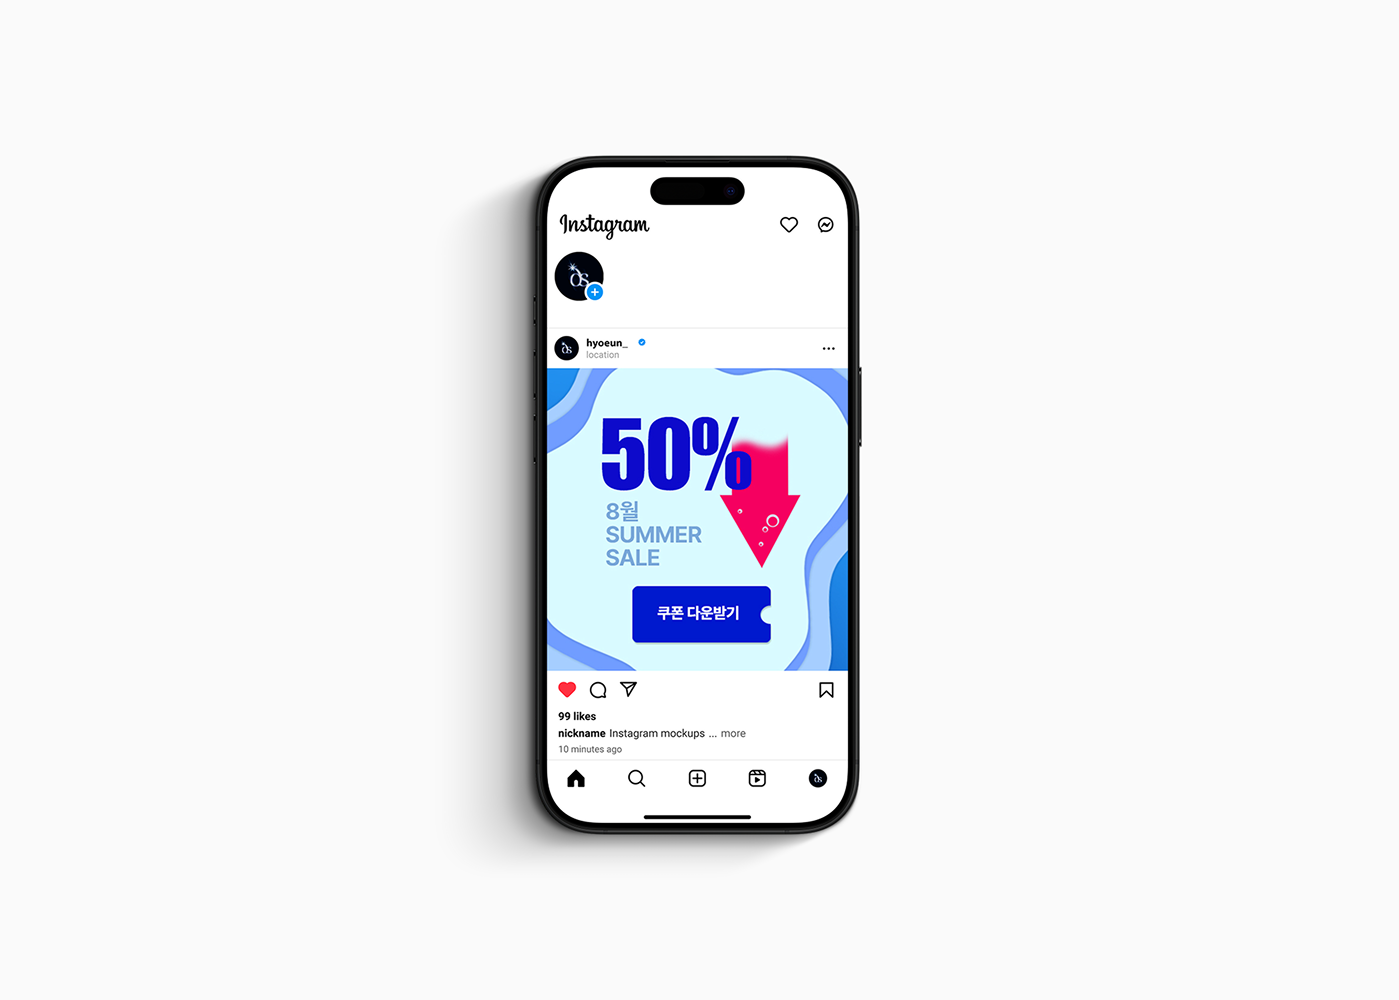 Instagram
hyoeun_
location
50%
8월
SUMMER
SALE
쿠폰 다운받기
99 likes
nickname Instagram mockups ... more
10 minutes ago